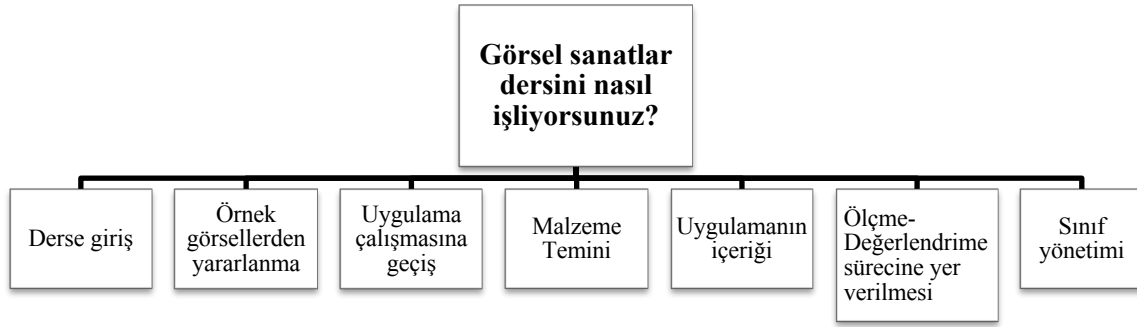 Görsel sanatlar
dersini nasıl
işliyorsunuz?
Derse giriş
Örnek
görsellerden
yararlanma
Uygulama
çalışmasına
geçiş
Malzeme
Temini
Uygulamanın
içeriği
Ölçme-
Değerlendrime
sürecine yer
verilmesi
Sınıf
yönetimi